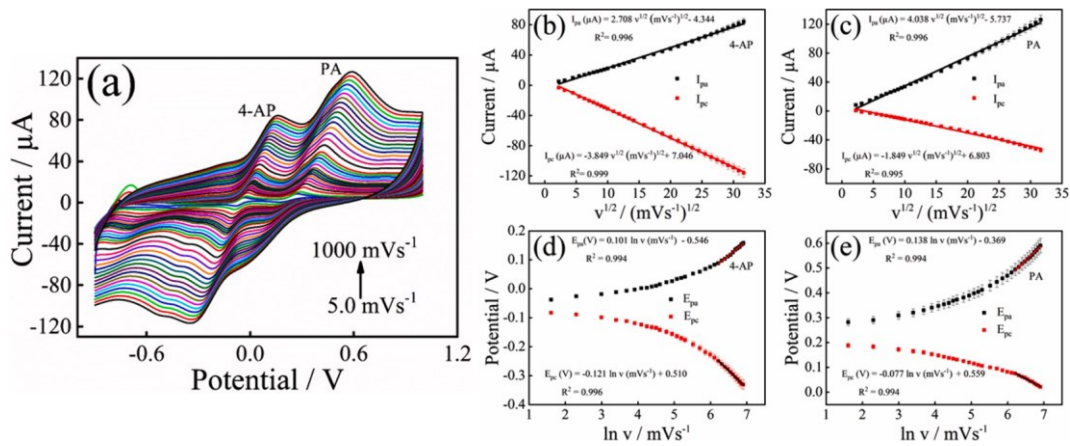 (a)
PA
4-AP
1000 mVs-1
5.0 mVs-1
120
80
40
0
-40
-80
-120
Current / µA
-0.6
0.0
0.6
1.2
Potential / V
(b)
Ipa (µA) = 2.708 v1/2 (mVs-1)1/2 - 4.344
R2= 0.996
4-AP
Ipa
Ipc
Ipc (µA) = -3.849 v1/2 (mVs-1)1/2+ 7.046
R2= 0.999
80
40
0
-40
-80
-120
Current / µA
0
5
10
15
20
25
30
35
v1/2 / (mVs-1)1/2
(c)
Ipa (µA) = 4.038 v1/2 (mVs-1)1/2- 5.737
R2= 0.996
PA
Ipa
Ipc
Ipc (µA) = -1.849 v1/2 (mVs-1)1/2 + 6.803
R2= 0.995
120
80
40
0
-40
-80
Current / µA
0
5
10
15
20
25
30
35
v1/2 / (mVs-1)1/2
(d)
Epa(V) = 0.101 ln v (mVs-1) - 0.546
R2 = 0.994
4-AP
Epa
Epc
Epc (V) =-0.121 ln v (mVs-1) + 0.510
R2 = 0.996
0.2
0.1
0.0
-0.1
-0.2
-0.3
-0.4
Potential / V
1
2
3
4
5
6
7
ln v / mVs-1
(e)
Epa (V) = 0.138 ln v (mVs-1) - 0.369
R2 = 0.994
PA
Epa
Epc
Epc (V) = -0.077 ln v (mVs-1) + 0.559
R2 = 0.994
0.6
0.5
0.4
0.3
0.2
0.1
0.0
Potential / V
1
2
3
4
5
6
7
ln v / mVs-1